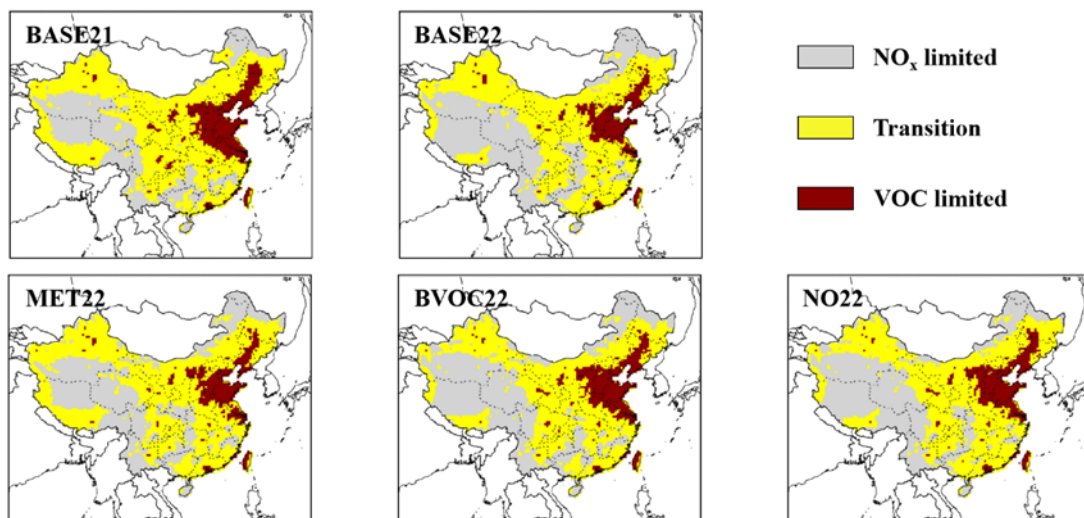 BASE21
BASE22
NOx limited
Transition
VOC limited
MET22
BVOC22
NO22